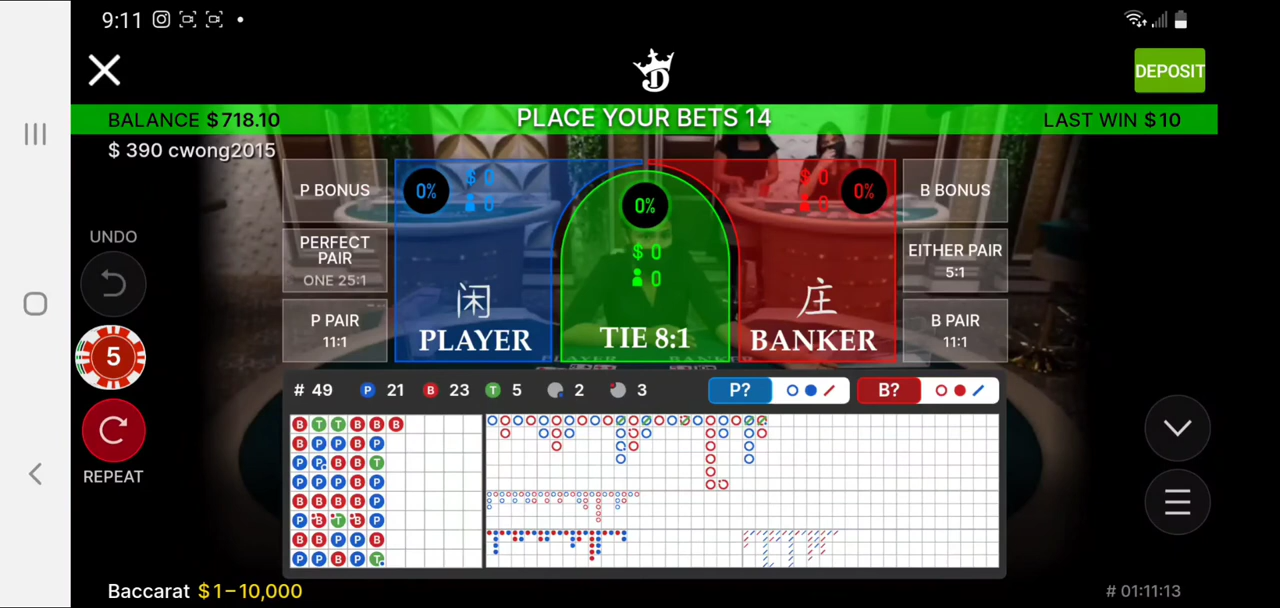 9:11
DEPOSIT
BALANCE $718.10
PLACE YOUR BETS 14
LAST WIN $10
$ 390 cwong2015
P BONUS
0%
$ 0
0
0%
$ 0
0
$ 0
0
0%
B BONUS
UNDO
PERFECT PAIR
ONE 25:1
EITHER PAIR
5:1
5
P PAIR
11:1
闲
PLAYER
TIE 8:1
庄
BANKER
B PAIR
11:1
# 49 P 21 B 23 T 5 2 3
P?
B?
REPEAT
B T T B B B
B P P B P
P P B B T
P P P B P
B B B B P
P B T B P
B B P P B
P P B P T
Baccarat $1–10,000
# 01:11:13